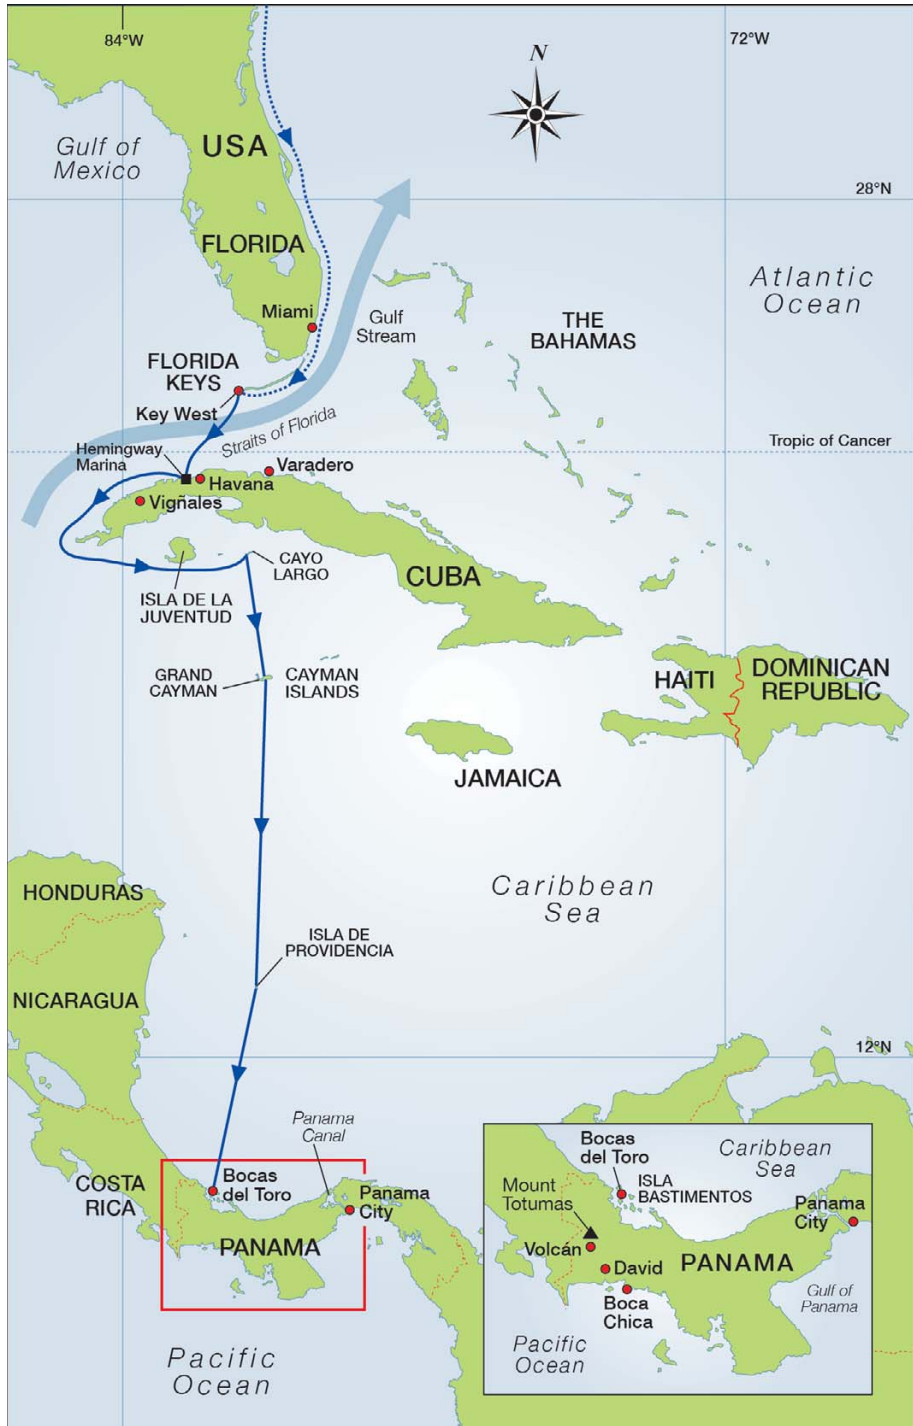 84°W
72°W
N
USA
Gulf of
Mexico
28°N
FLORIDA
Atlantic
Ocean
Miami
Gulf
Stream
THE
BAHAMAS
FLORIDA
KEYS
Key West
Straits of Florida
Tropic of Cancer
Hemingway
Marina
Varadero
Havana
Vigñales
CAYO
LARGO
CUBA
ISLA DE LA
JUVENTUD
GRAND
CAYMAN
CAYMAN
ISLANDS
HAITI
DOMINICAN
REPUBLIC
JAMAICA
Caribbean
Sea
HONDURAS
ISLA DE
PROVIDENCIA
NICARAGUA
12°N
Panama
Canal
COSTA
RICA
Bocas
del Toro
Panama
City
PANAMA
Pacific
Ocean
Bocas
del Toro
Caribbean
Sea
ISLA
BASTIMENTOS
Mount
Totumas
Panama
City
Volcán
David
PANAMA
Boca
Chica
Gulf of
Panama
Pacific
Ocean